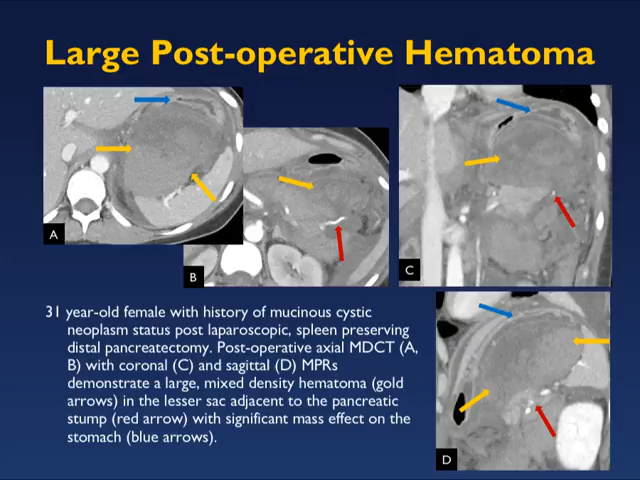 Large Post-operative Hematoma
A
B
C
31 year-old female with history of mucinous cystic
neoplasm status post laparoscopic, spleen preserving
distal pancreatectomy. Post-operative axial MDCT (A,
B) with coronal (C) and sagittal (D) MPRs
demonstrate a large, mixed density hematoma (gold
arrows) in the lesser sac adjacent to the pancreatic
stump (red arrow) with significant mass effect on the
stomach (blue arrows).
D